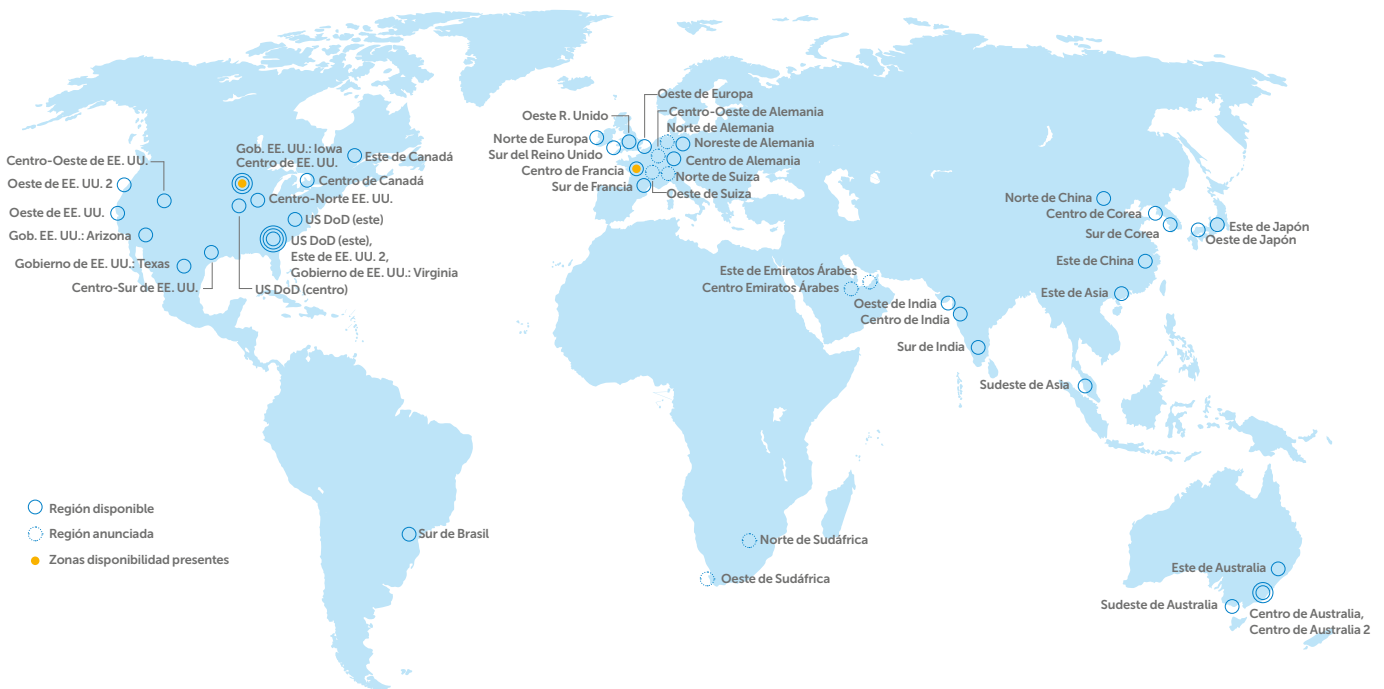 Centro-Oeste de EE. UU.
Oeste de EE. UU. 2
Oeste de EE. UU.
Gob. EE. UU.: Arizona
Gobierno de EE. UU.: Texas
Centro-Sur de EE. UU.
Gob. EE. UU.: Iowa
Centro de EE. UU.
Este de Canadá
Centro de Canadá
Centro-Norte EE. UU.
US DoD (este)
US DoD (este),
Este de EE. UU. 2,
Gobierno de EE. UU.: Virginia
US DoD (centro)
Oeste de Europa
Centro-Oeste de Alemania
Oeste R. Unido
Norte de Alemania
Norte de Europa
Noreste de Alemania
Sur del Reino Unido
Centro de Alemania
Centro de Francia
Norte de Suiza
Sur de Francia
Oeste de Suiza
Norte de China
Centro de Corea
Sur de Corea
Este de Japón
Oeste de Japón
Este de China
Este de Asia
Este de Emiratos Árabes
Centro Emiratos Árabes
Oeste de India
Centro de India
Sur de India
Sudeste de Asia
Región disponible
Región anunciada
Zonas disponibilidad presentes
Sur de Brasil
Norte de Sudáfrica
Oeste de Sudáfrica
Este de Australia
Sudeste de Australia
Centro de Australia,
Centro de Australia 2